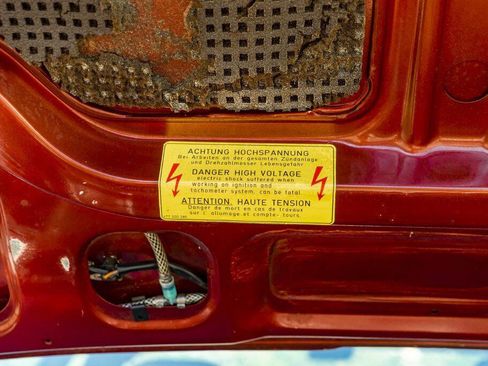 ACHTUNG HOCHSPANNUNG
Bei Arbeiten an der gesamten Zündanlage
und Drehzahlmesser Lebensgefahr
DANGER HIGH VOLTAGE
electric shock suffered when
working on ignition and
tachometer system, can be fatal
ATTENTION, HAUTE TENSION
Danger de mort en cas de travaux
sur l'allumage et compte-tours